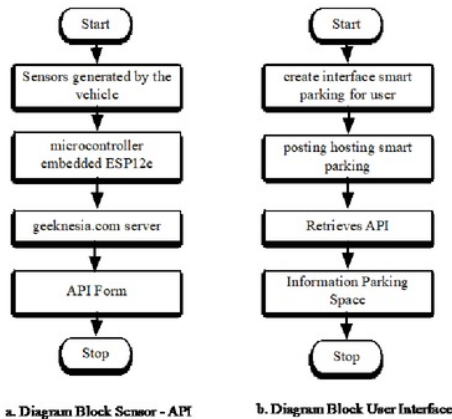 Start
Sensors generated by the
vehicle
microcontroller
embedded ESP12e
geeknesia.com server
API Form
Stop
a. Diagram Block Sensor - API
Start
create interface smart
parking for user
posting hosting smart
parking
Retrieves API
Information Parking
Space
Stop
b. Diagram Block User Interface